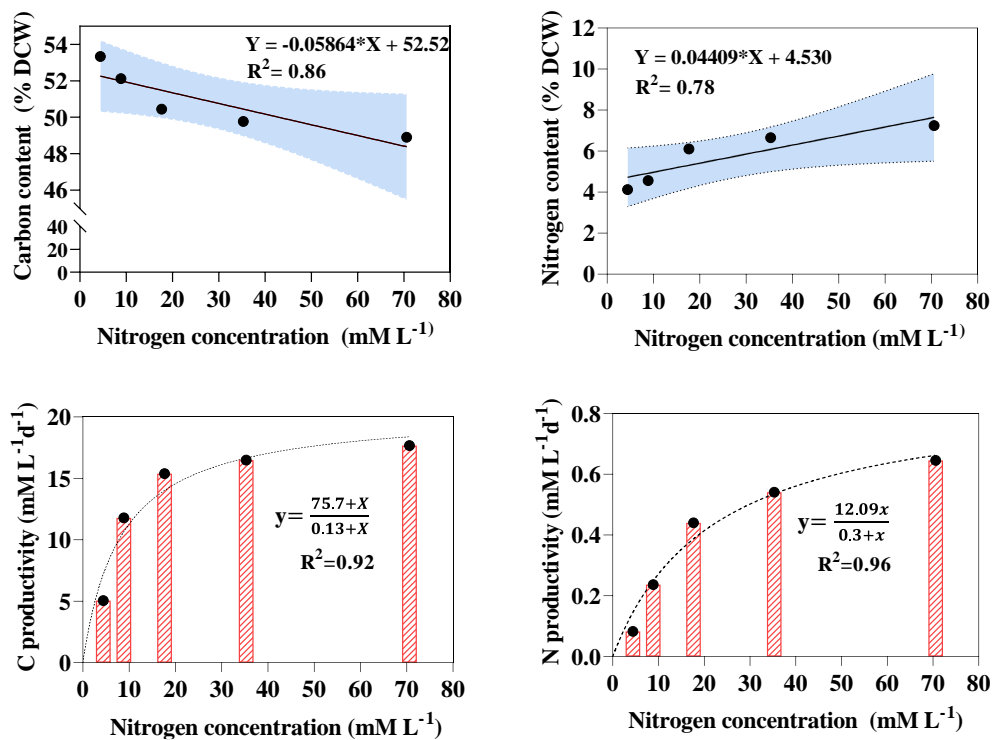 Carbon content (% DCW)
54
52
50
48
46
40
20
0
Y = -0.05864*X + 52.52
R²= 0.86
0 10 20 30 40 50 60 70 80
Nitrogen concentration (mM L⁻¹)
Nitrogen content (% DCW)
12
10
8
6
4
2
0
Y = 0.04409*X + 4.530
R²= 0.78
0 10 20 30 40 50 60 70 80
Nitrogen concentration (mM L⁻¹)
C productivity (mM L⁻¹d⁻¹)
20
15
10
5
0
y= 75.7+X
0.13+X
R²=0.92
0 10 20 30 40 50 60 70 80
Nitrogen concentration (mM L⁻¹)
N productivity (mM L⁻¹d⁻¹)
0.8
0.6
0.4
0.2
0.0
y= 12.09x
0.3+x
R²=0.96
0 10 20 30 40 50 60 70 80
Nitrogen concentration (mM L⁻¹)